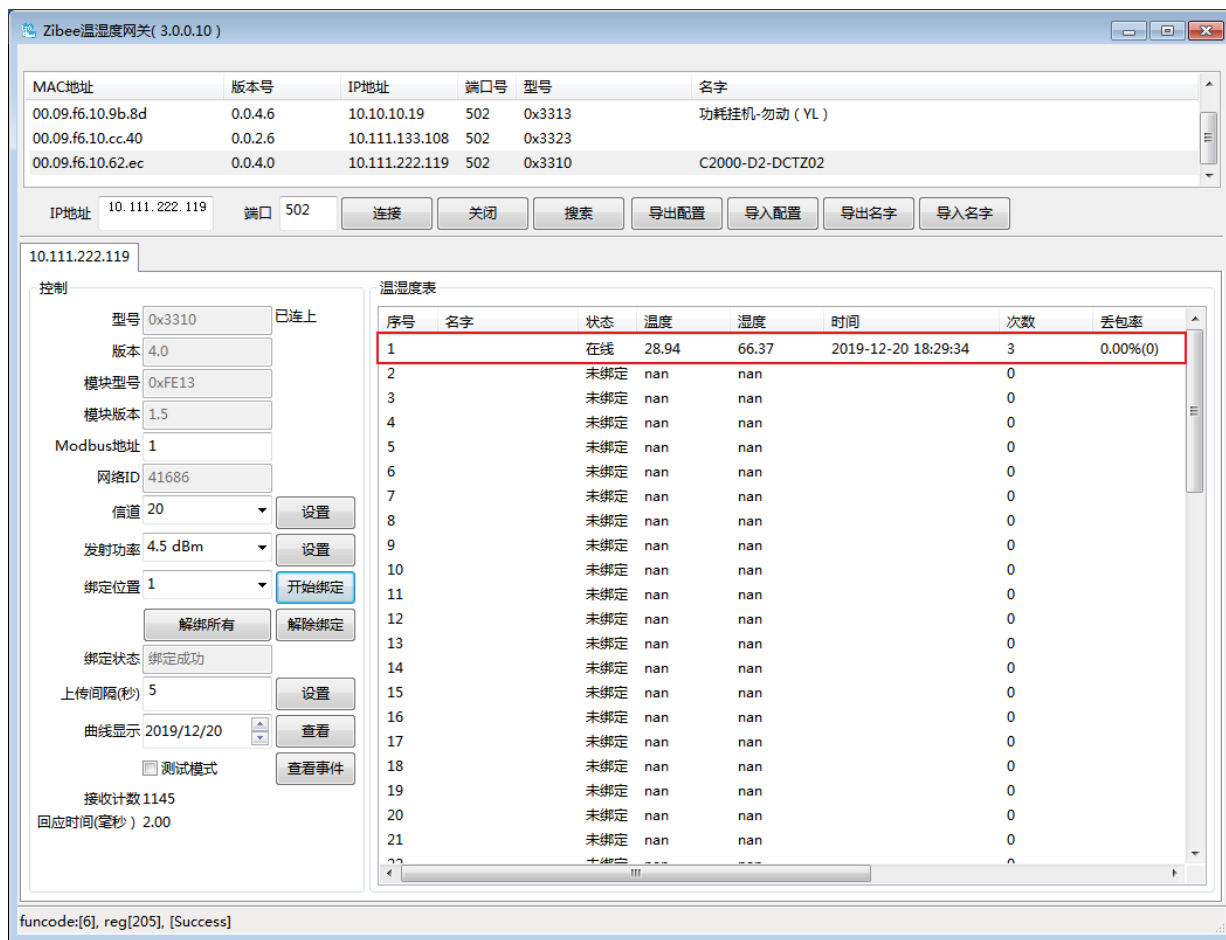 Zibee温湿度网关( 3.0.0.10 )
MAC地址 版本号 IP地址 端口号 型号 名字
00.09.f6.10.9b.8d 0.0.4.6 10.10.10.19 502 0x3313 功耗挂机-勿动 ( YL )
00.09.f6.10.cc.40 0.0.2.6 10.111.133.108 502 0x3323
00.09.f6.10.62.ec 0.0.4.0 10.111.222.119 502 0x3310 C2000-D2-DCTZ02
IP地址 10.111.222.119 端口 502 连接 关闭 搜索 导出配置 导入配置 导出名字 导入名字
10.111.222.119
控制
型号 0x3310 已连上
版本 4.0
模块型号 0xFE13
模块版本 1.5
Modbus地址 1
网络ID 41686
信道 20 设置
发射功率 4.5 dBm 设置
绑定位置 1 开始绑定
解绑所有 解除绑定
绑定状态 绑定成功
上传间隔(秒) 5 设置
曲线显示 2019/12/20 查看
测试模式 查看事件
接收计数 1145
回应时间(毫秒 ) 2.00
温湿度表
序号 名字 状态 温度 湿度 时间 次数 丢包率
1 在线 28.94 66.37 2019-12-20 18:29:34 3 0.00%(0)
2 未绑定 nan nan 0
3 未绑定 nan nan 0
4 未绑定 nan nan 0
5 未绑定 nan nan 0
6 未绑定 nan nan 0
7 未绑定 nan nan 0
8 未绑定 nan nan 0
9 未绑定 nan nan 0
10 未绑定 nan nan 0
11 未绑定 nan nan 0
12 未绑定 nan nan 0
13 未绑定 nan nan 0
14 未绑定 nan nan 0
15 未绑定 nan nan 0
16 未绑定 nan nan 0
17 未绑定 nan nan 0
18 未绑定 nan nan 0
19 未绑定 nan nan 0
20 未绑定 nan nan 0
21 未绑定 nan nan 0
funcode:[6], reg[205], [Success]